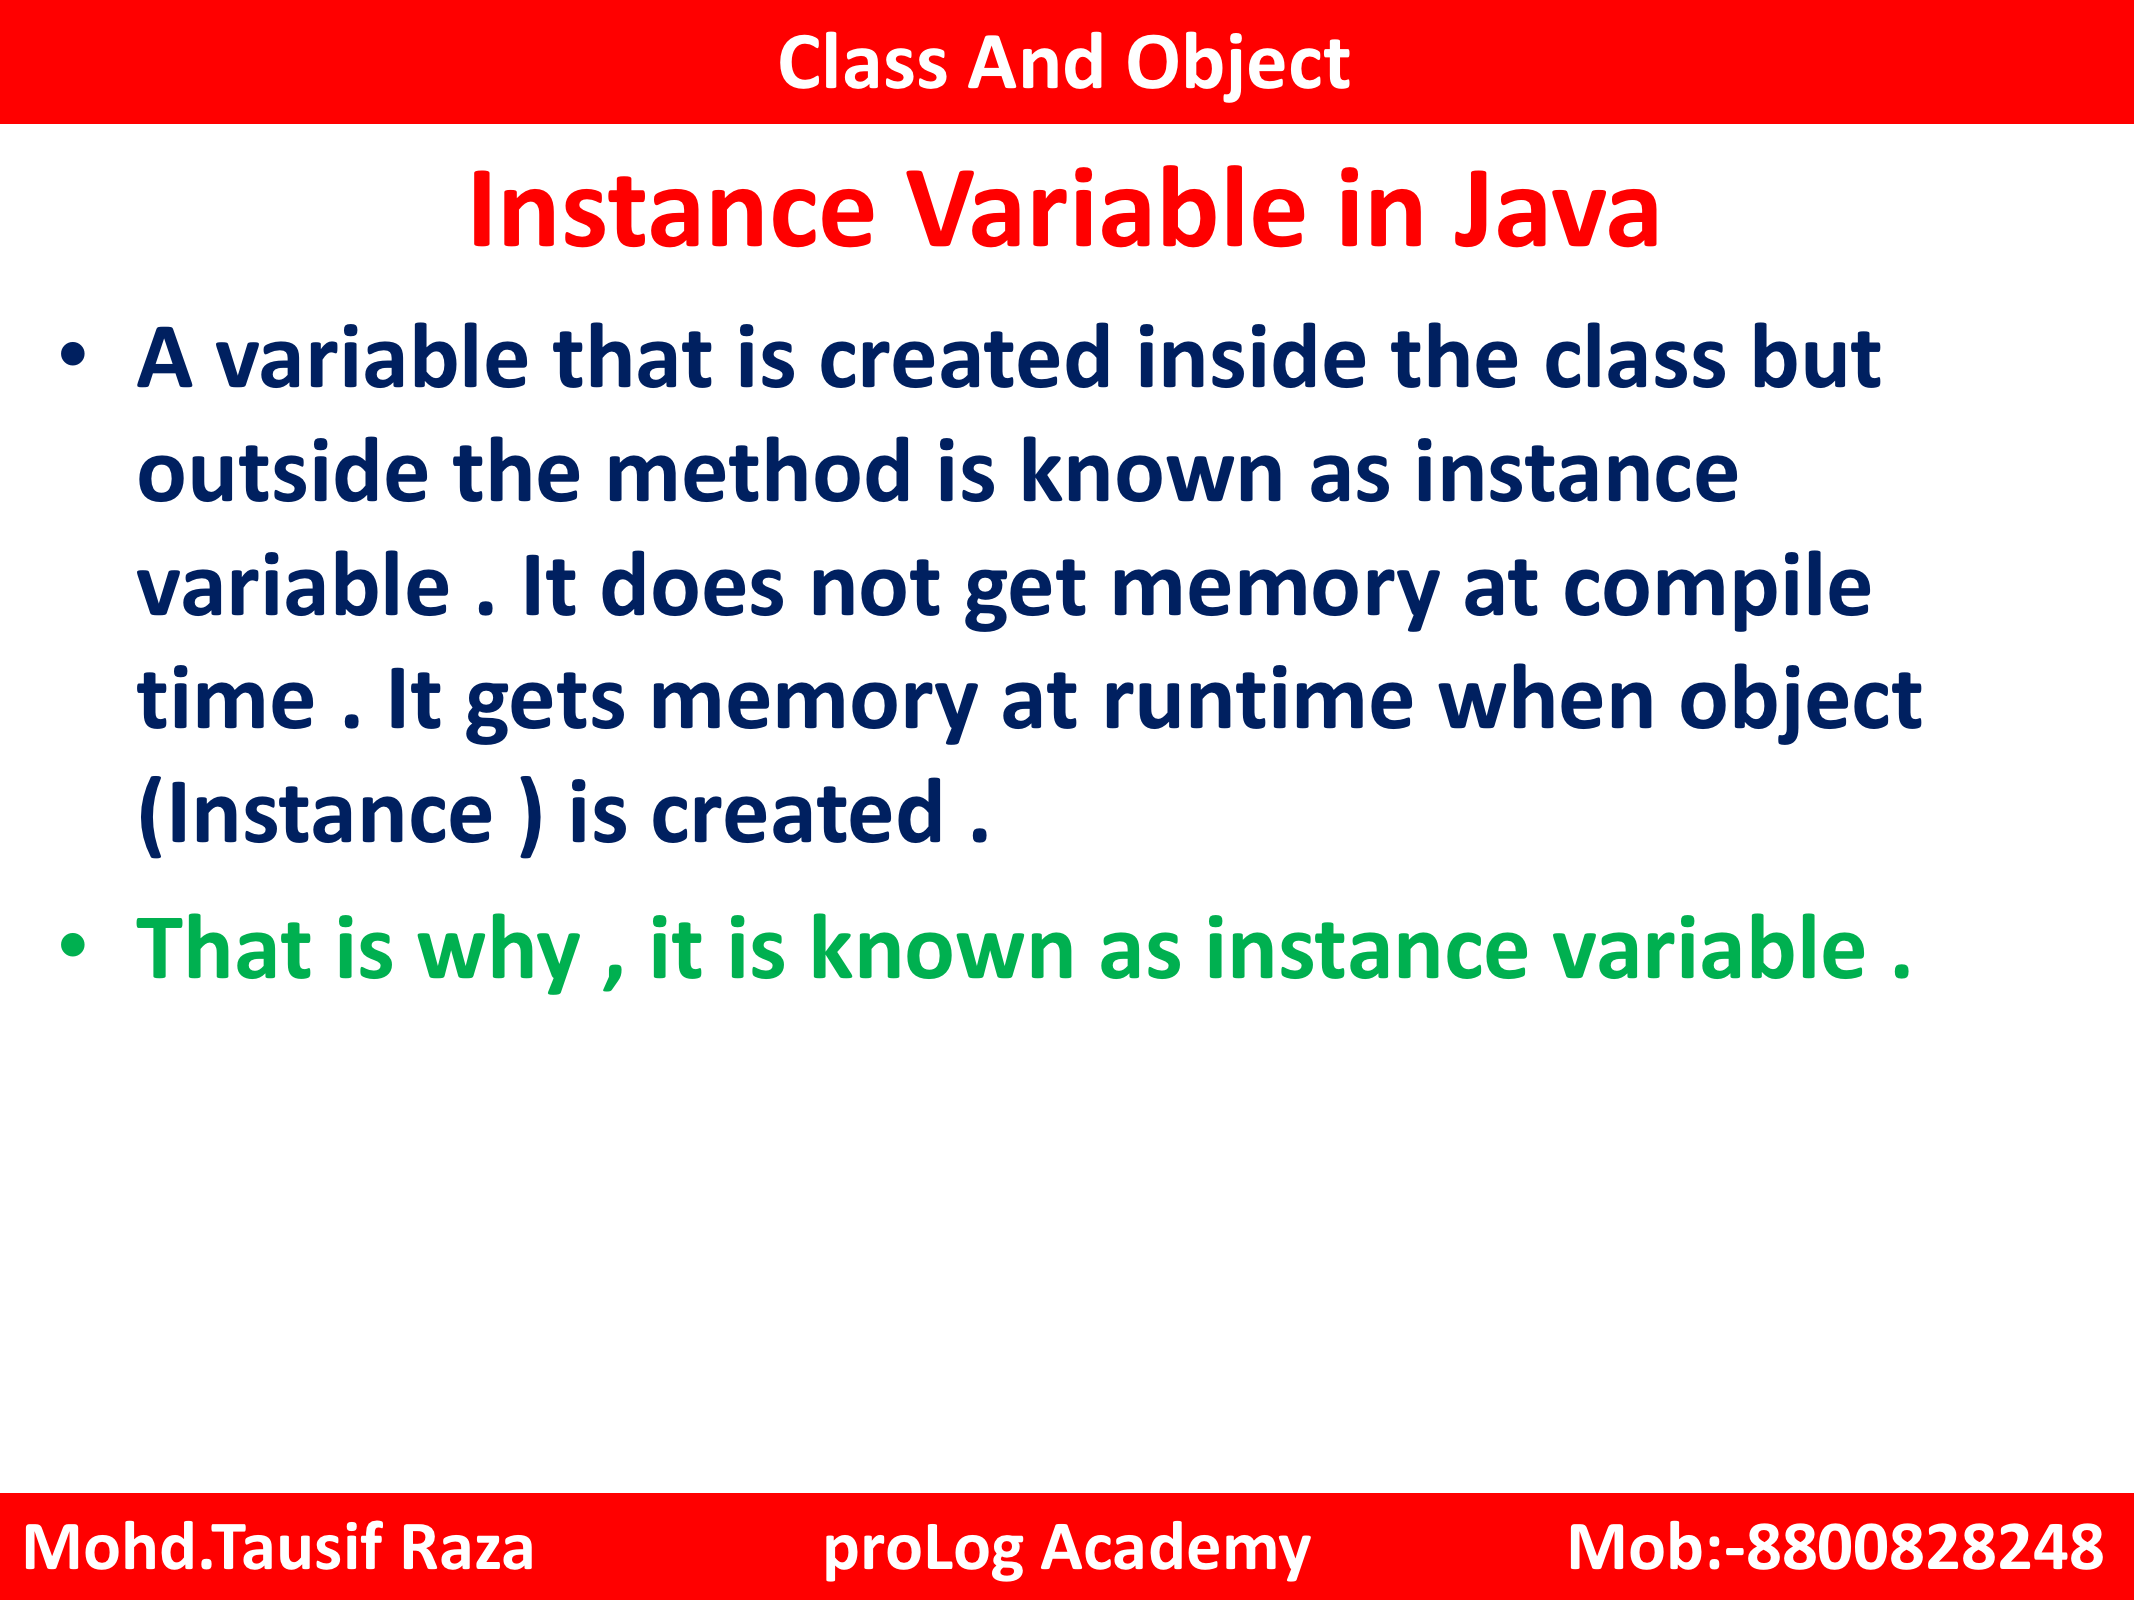 Class And Object
Instance Variable in Java
• A variable that is created inside the class but
outside the method is known as instance
variable . It does not get memory at compile
time . It gets memory at runtime when object
(Instance ) is created .
• That is why , it is known as instance variable .
Mohd.Tausif Raza proLog Academy Mob:-8800828248